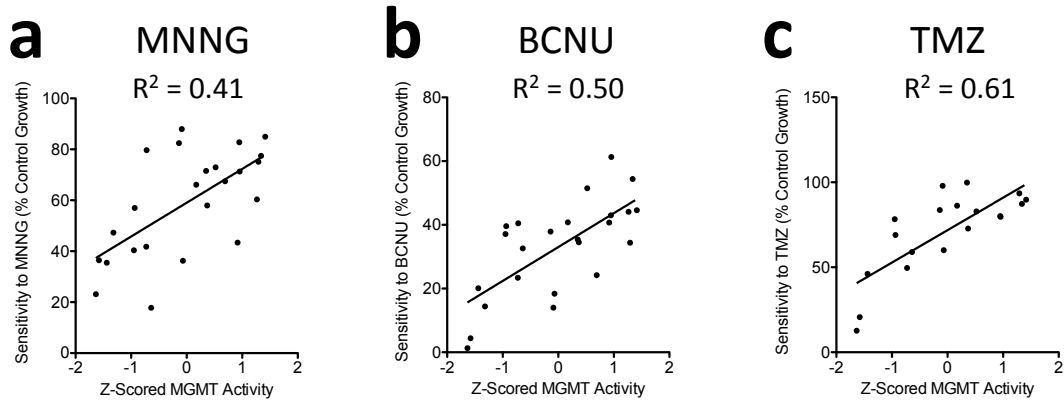 a MNNG
R² = 0.41
Sensitivity to MNNG (% Control Growth)
100
80
60
40
20
0
-2 -1 0 1 2
Z-Scored MGMT Activity
b BCNU
R² = 0.50
Sensitivity to BCNU (% Control Growth)
80
60
40
20
0
-2 -1 0 1 2
Z-Scored MGMT Activity
c TMZ
R² = 0.61
Sensitivity to TMZ (% Control Growth)
150
100
50
0
-2 -1 0 1 2
Z-Scored MGMT Activity